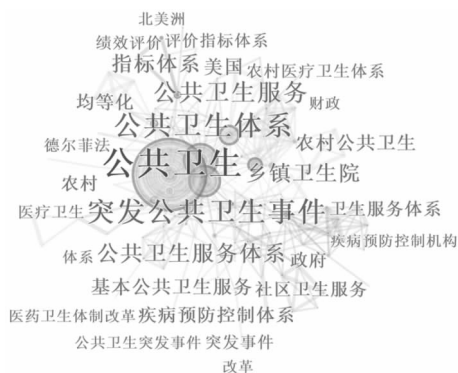 北美洲
绩效评价 评价指标体系
指标体系 美国 农村医疗卫生体系
均等化 公共卫生服务 财政
公共卫生体系
德尔菲法 农村公共卫生
公共卫生 乡镇卫生院
农村
医疗卫生 突发公共卫生事件 卫生服务体系
疾病预防控制机构
体系 公共卫生服务体系 政府
基本公共卫生服务 社区卫生服务
医药卫生体制改革 疾病预防控制体系
公共卫生突发事件 突发事件
改革